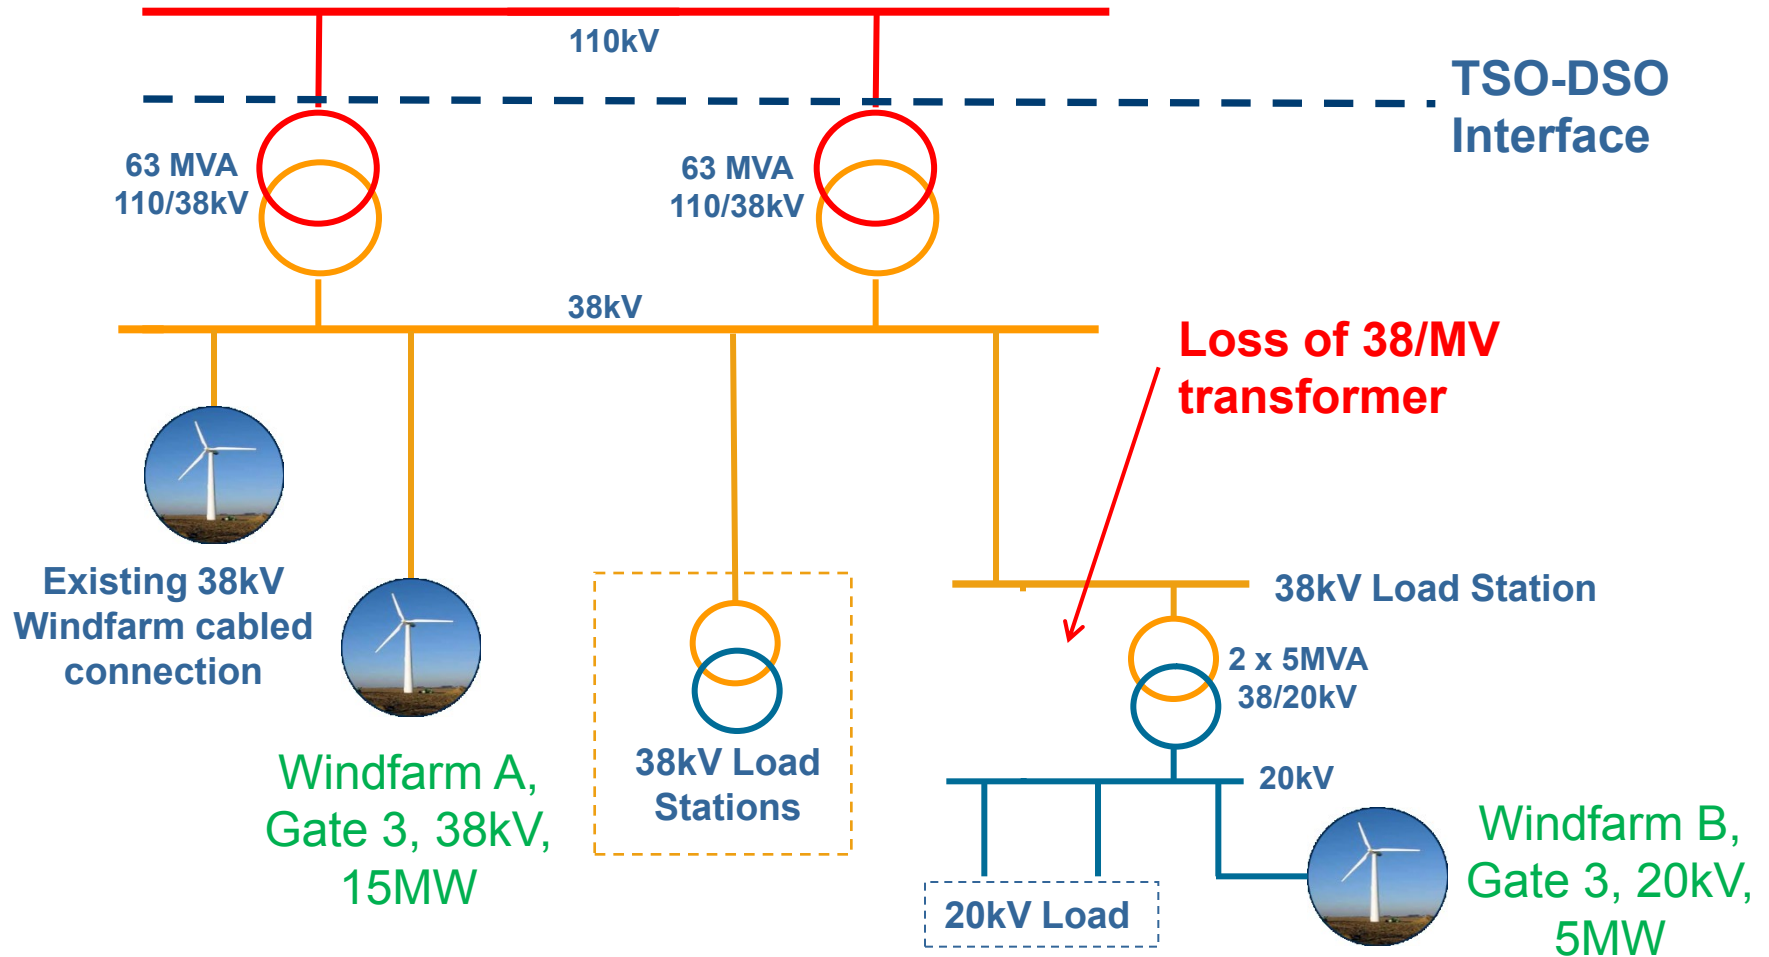 110kV
TSO-DSO
Interface
63 MVA
110/38kV
63 MVA
110/38kV
38kV
Loss of 38/MV
transformer
Existing 38kV
Windfarm cabled
connection
38kV Load Station
2 x 5MVA
38/20kV
Windfarm A,
Gate 3, 38kV,
15MW
38kV Load
Stations
20kV
20kV Load
Windfarm B,
Gate 3, 20kV,
5MW